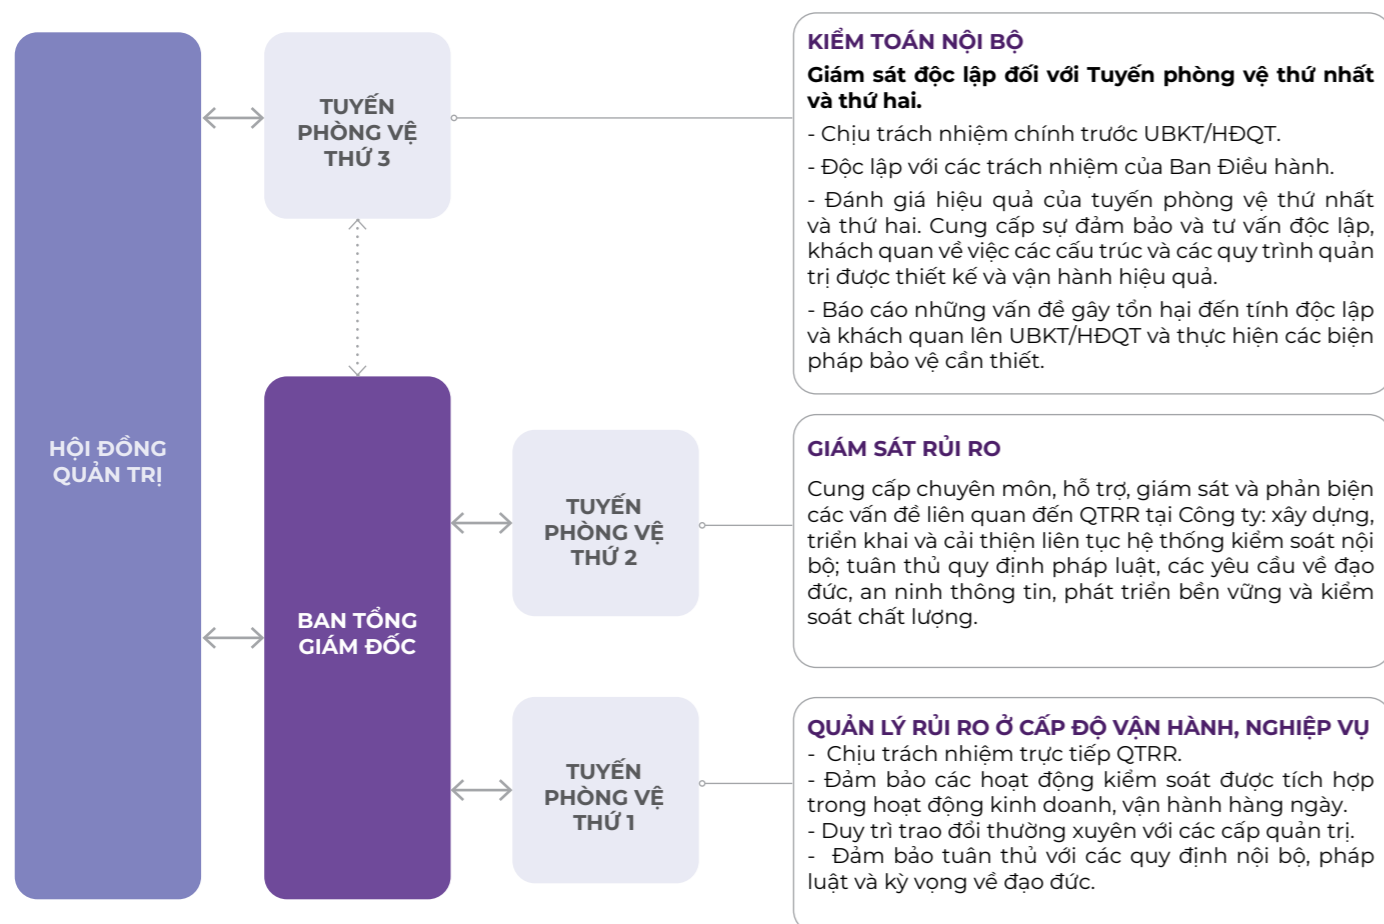 HỘI ĐỒNG
QUẢN TRỊ
TUYẾN
PHÒNG VỆ
THỨ 3
KIỂM TOÁN NỘI BỘ
Giám sát độc lập đối với Tuyến phòng vệ thứ nhất
và thứ hai.
- Chịu trách nhiệm chính trước UBKT/HĐQT.
- Độc lập với các trách nhiệm của Ban Điều hành.
- Đánh giá hiệu quả của tuyến phòng vệ thứ nhất
và thứ hai. Cung cấp sự đảm bảo và tư vấn độc lập,
khách quan về việc các cấu trúc và các quy trình quản
trị được thiết kế và vận hành hiệu quả.
- Báo cáo những vấn đề gây tổn hại đến tính độc lập
và khách quan lên UBKT/HĐQT và thực hiện các biện
pháp bảo vệ cần thiết.
BAN TỔNG
GIÁM ĐỐC
TUYẾN
PHÒNG VỆ
THỨ 2
GIÁM SÁT RỦI RO
Cung cấp chuyên môn, hỗ trợ, giám sát và phản biện
các vấn đề liên quan đến QTRR tại Công ty: xây dựng,
triển khai và cải thiện liên tục hệ thống kiểm soát nội
bộ; tuân thủ quy định pháp luật, các yêu cầu về đạo
đức, an ninh thông tin, phát triển bền vững và kiểm
soát chất lượng.
TUYẾN
PHÒNG VỆ
THỨ 1
QUẢN LÝ RỦI RO Ở CẤP ĐỘ VẬN HÀNH, NGHIỆP VỤ
- Chịu trách nhiệm trực tiếp QTRR.
- Đảm bảo các hoạt động kiểm soát được tích hợp
trong hoạt động kinh doanh, vận hành hàng ngày.
- Duy trì trao đổi thường xuyên với các cấp quản trị.
- Đảm bảo tuân thủ với các quy định nội bộ, pháp
luật và kỳ vọng về đạo đức.